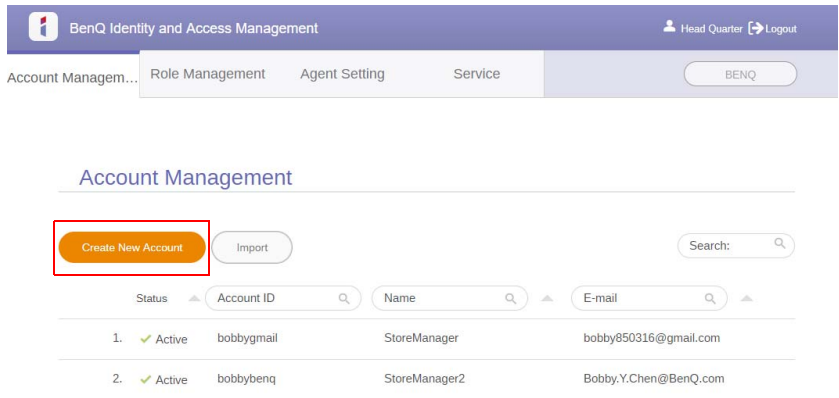 BenQ Identity and Access Management
Head Quarter Logout
Account Managem... Role Management Agent Setting Service BENQ
Account Management
Create New Account Import Search:
Status Account ID Name E-mail
1. Active bobbygmail StoreManager bobby850316@gmail.com
2. Active bobbybenq StoreManager2 Bobby.Y.Chen@BenQ.com